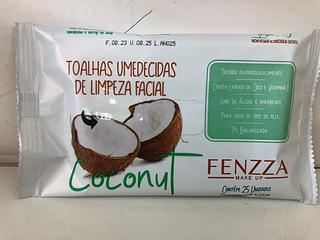 F.08.23 V.08.25 L.MH025
TOALHAS UMEDECIDAS
DE LIMPEZA FACIAL
TESTADO DERMATOLOGICAMENTE
CONTÉM EXTRATO DE COCO E VITAMINA
LIVRE DE ÁLCOOL E PARABENOS
PARA TODOS OS TIPOS DE PELE
PH BALANCEADO
Coconut
FENZZA
MAKE UP
CONTÉM 25 UNIDADES